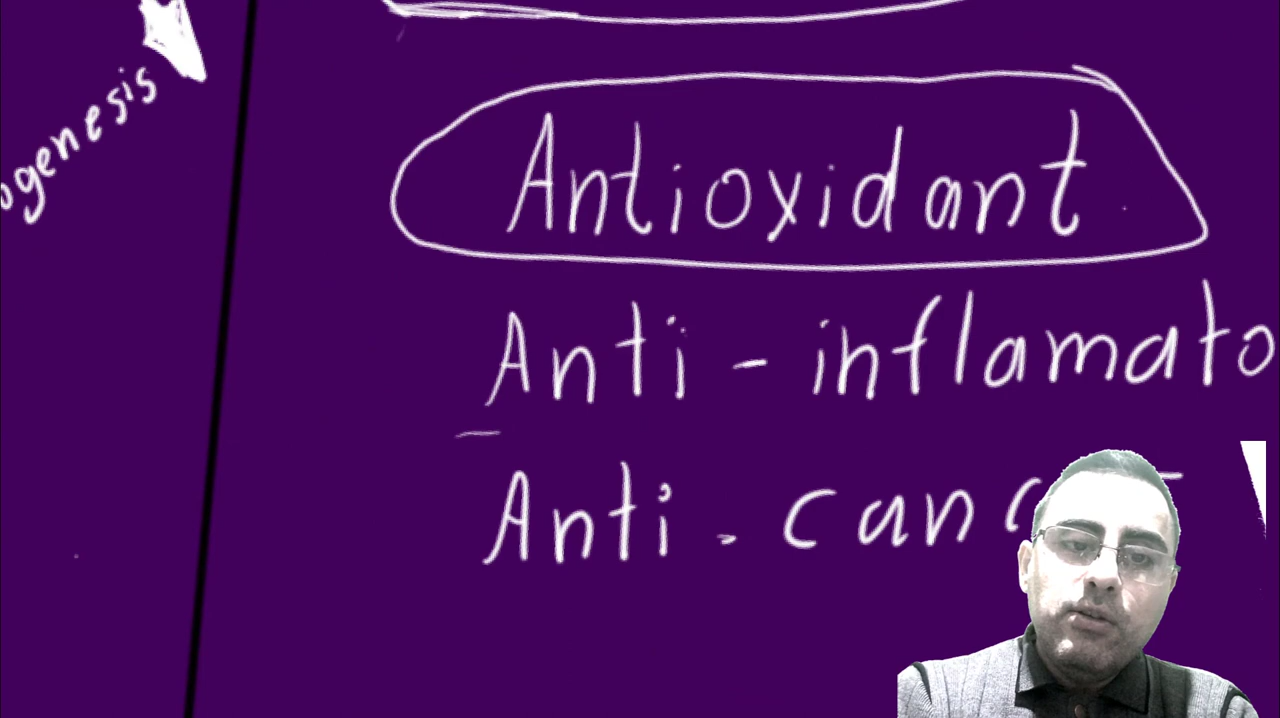 ogenesis
Antioxidant
Anti - inflamato
Anti - canc